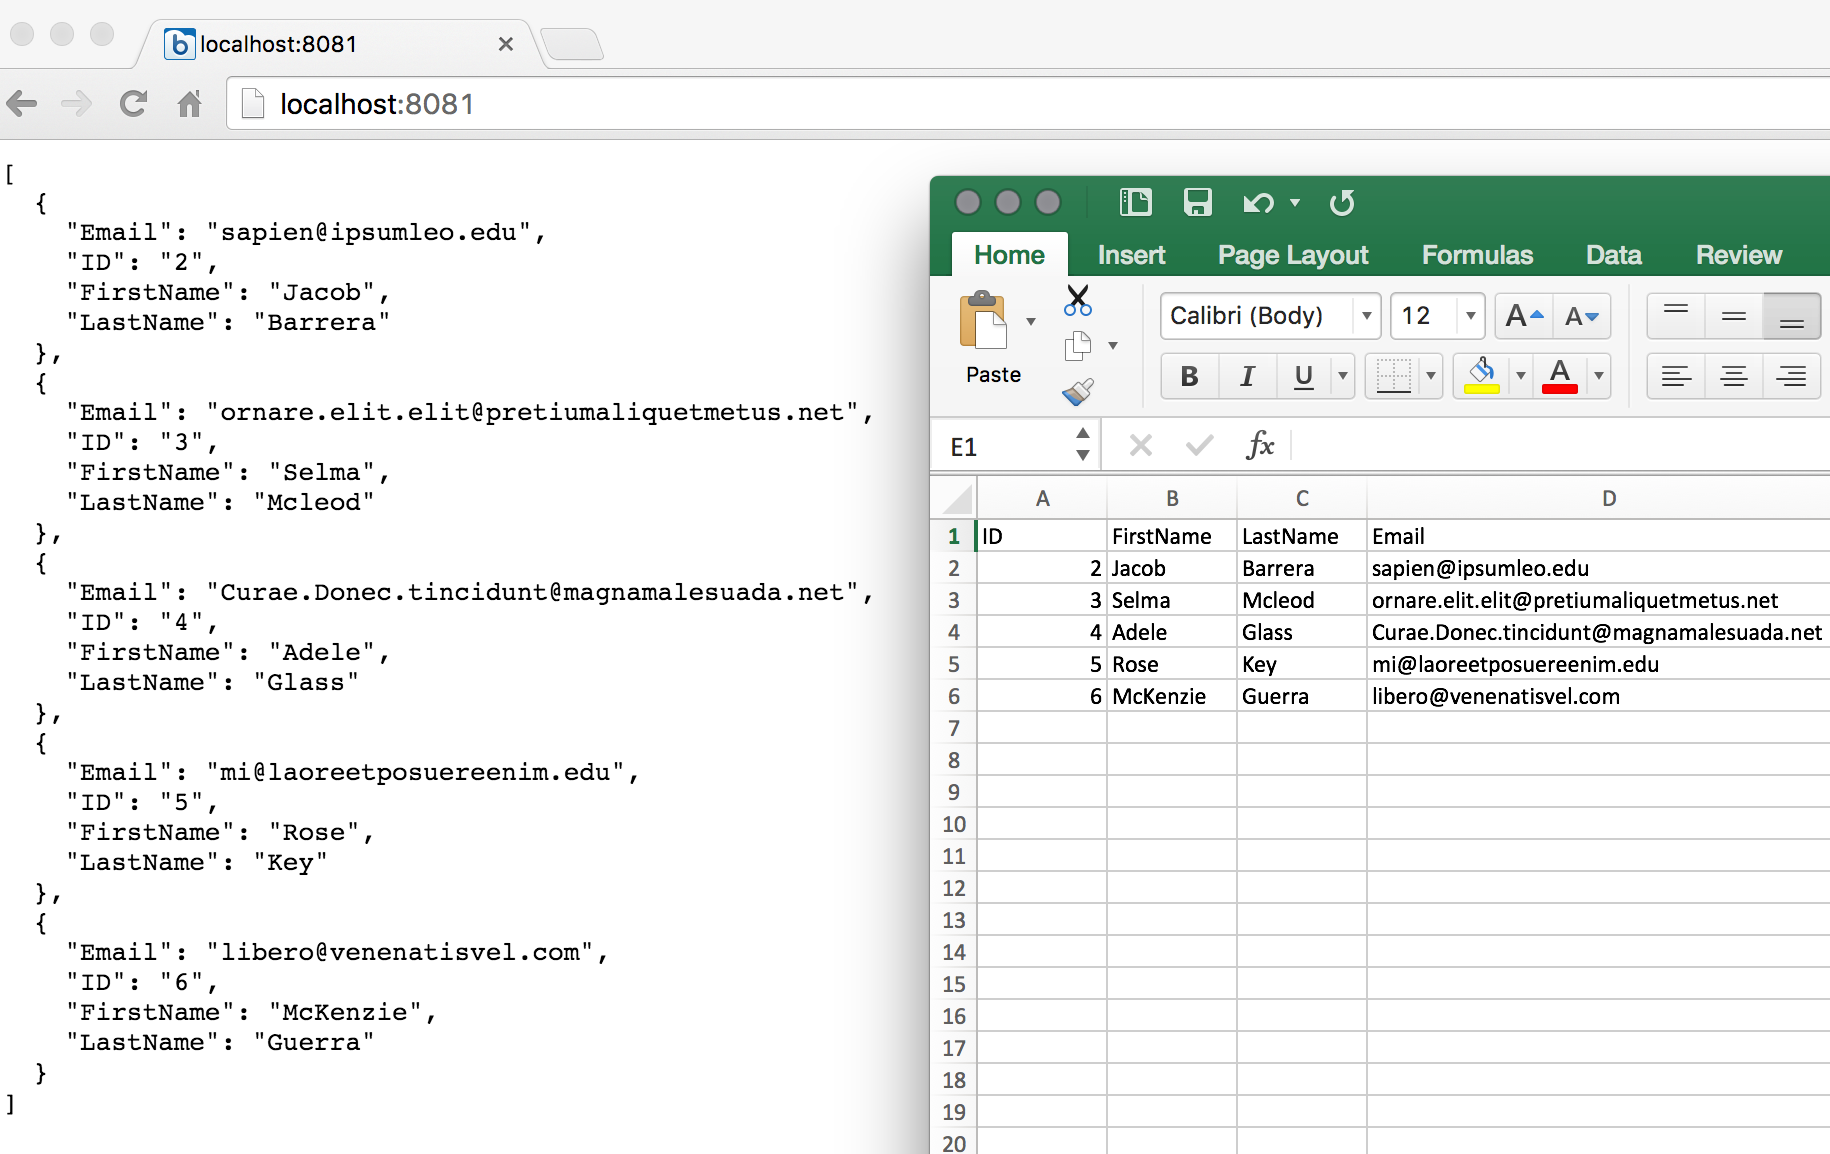 localhost:8081
localhost:8081
[
{
"Email": "sapien@ipsumleo.edu",
"ID": "2",
"FirstName": "Jacob",
"LastName": "Barrera"
},
{
"Email": "ornare.elit.elit@pretiumaliquetmetus.net",
"ID": "3",
"FirstName": "Selma",
"LastName": "Mcleod"
},
{
"Email": "Curae.Donec.tincidunt@magnamalesuada.net",
"ID": "4",
"FirstName": "Adele",
"LastName": "Glass"
},
{
"Email": "mi@laoreetposuereenim.edu",
"ID": "5",
"FirstName": "Rose",
"LastName": "Key"
},
{
"Email": "libero@venenatisvel.com",
"ID": "6",
"FirstName": "McKenzie",
"LastName": "Guerra"
}
]
Home Insert Page Layout Formulas Data Review
Paste
Calibri (Body) 12 A A
B I U A
E1 fx
A B C D
1 ID FirstName LastName Email
2 2 Jacob Barrera sapien@ipsumleo.edu
3 3 Selma Mcleod ornare.elit.elit@pretiumaliquetmetus.net
4 4 Adele Glass Curae.Donec.tincidunt@magnamalesuada.net
5 5 Rose Key mi@laoreetposuereenim.edu
6 6 McKenzie Guerra libero@venenatisvel.com
7
8
9
10
11
12
13
14
15
16
17
18
19
20